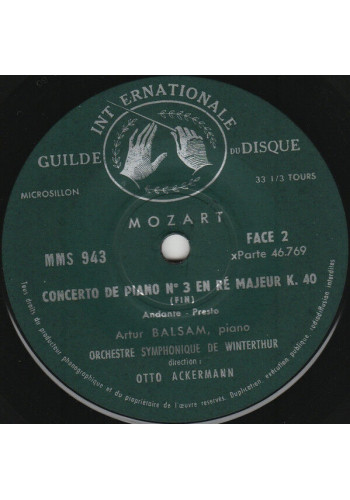 GUILDE INTERNATIONALE DU DISQUE
MICROSILLON
33 1/3 TOURS
MOZART
MMS 943
FACE 2
xParte 46.769
CONCERTO DE PIANO N° 3 EN RÉ MAJEUR K. 40
(FIN)
Andante - Presto
Artur BALSAM, piano
ORCHESTRE SYMPHONIQUE DE WINTERTHUR
direction :
OTTO ACKERMANN
Tous droits du producteur phonographique et du propriétaire de l'œuvre reservés. Duplication, exécution publique, radiodiffusion interdites